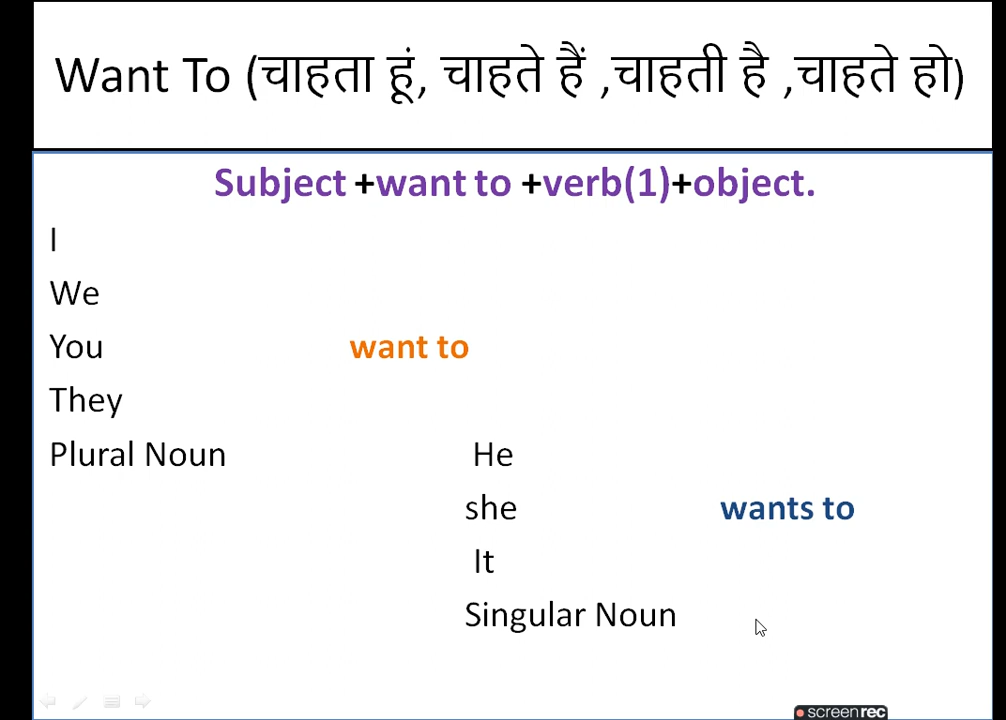 Want To (चाहता हूं, चाहते हैं ,चाहती है ,चाहते हो)
Subject +want to +verb(1)+object.
I
We
You want to
They
Plural Noun He
she wants to
It
Singular Noun
screenrec